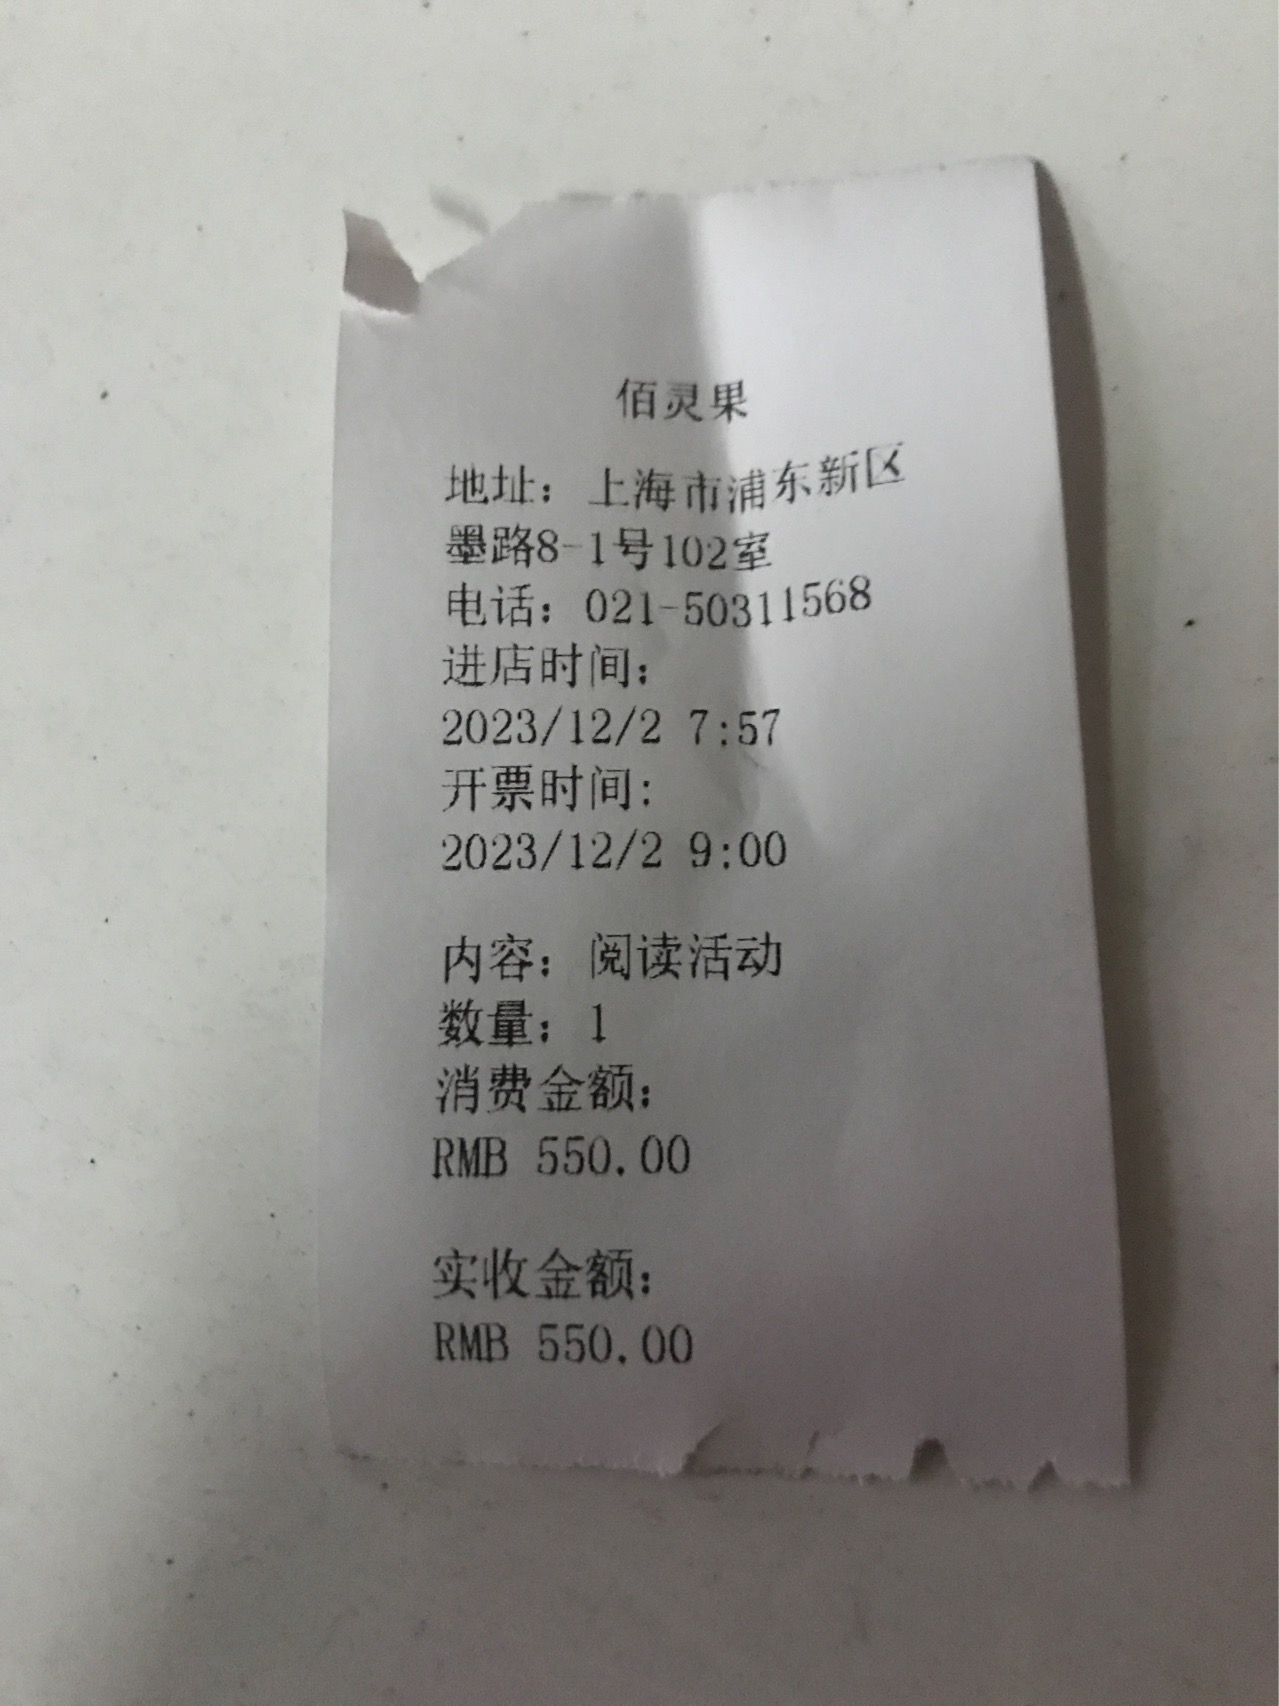 佰灵果
地址：上海市浦东新区
墨路8-1号102室
电话：021-50311568
进店时间：
2023/12/2 7:57
开票时间：
2023/12/2 9:00
内容：阅读活动
数量：1
消费金额：
RMB 550.00
实收金额：
RMB 550.00